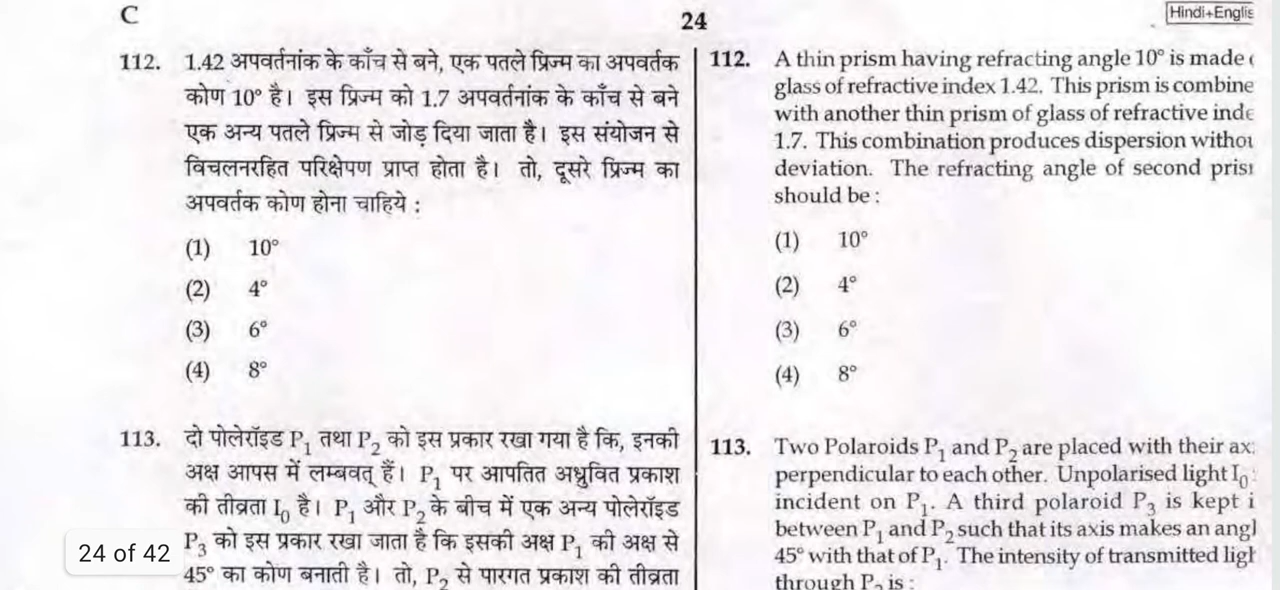 C
24
Hindi+Englis
112. 1.42 अपवर्तनांक के काँच से बने, एक पतले प्रिज्म का अपवर्तक
कोण 10° है। इस प्रिज्म को 1.7 अपवर्तनांक के काँच से बने
एक अन्य पतले प्रिज्म से जोड़ दिया जाता है। इस संयोजन से
विचलनरहित परिक्षेपण प्राप्त होता है। तो, दूसरे प्रिज्म का
अपवर्तक कोण होना चाहिये :
(1) 10°
(2) 4°
(3) 6°
(4) 8°
113. दो पोलेरॉइड P₁ तथा P₂ को इस प्रकार रखा गया है कि, इनकी
अक्ष आपस में लम्बवत् हैं। P₁ पर आपतित अध्रुवित प्रकाश
की तीव्रता I₀ है। P₁ और P₂ के बीच में एक अन्य पोलेरॉइड
P₃ को इस प्रकार रखा जाता है कि इसकी अक्ष P₁ की अक्ष से
45° का कोण बनाती है। तो, P₂ से पारगत प्रकाश की तीव्रता
112. A thin prism having refracting angle 10° is made
glass of refractive index 1.42. This prism is combine
with another thin prism of glass of refractive inde
1.7. This combination produces dispersion withou
deviation. The refracting angle of second pris
should be :
(1) 10°
(2) 4°
(3) 6°
(4) 8°
113. Two Polaroids P₁ and P₂ are placed with their ax
perpendicular to each other. Unpolarised light I₀
incident on P₁. A third polaroid P₃ is kept i
between P₁ and P₂ such that its axis makes an angl
45° with that of P₁. The intensity of transmitted ligh
through P₂ is :
24 of 42